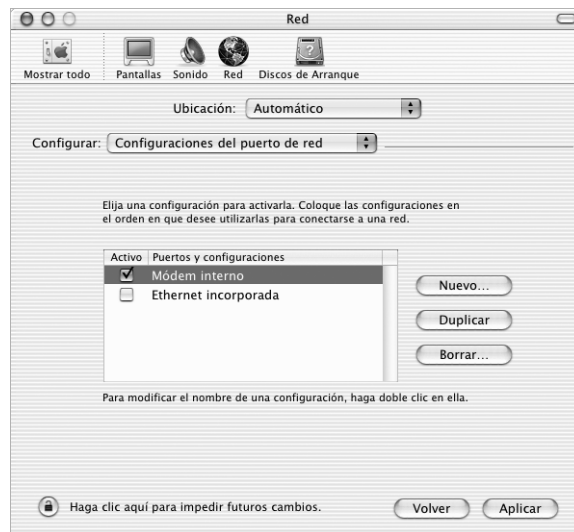 Red
Mostrar todo
Pantallas
Sonido
Red
Discos de Arranque
Ubicación: Automático
Configurar: Configuraciones del puerto de red
Elija una configuración para activarla. Coloque las configuraciones en
el orden en que desee utilizarlas para conectarse a una red.
Activo Puertos y configuraciones
Módem interno
Ethernet incorporada
Nuevo...
Duplicar
Borrar...
Para modificar el nombre de una configuración, haga doble clic en ella.
Haga clic aquí para impedir futuros cambios.
Volver
Aplicar